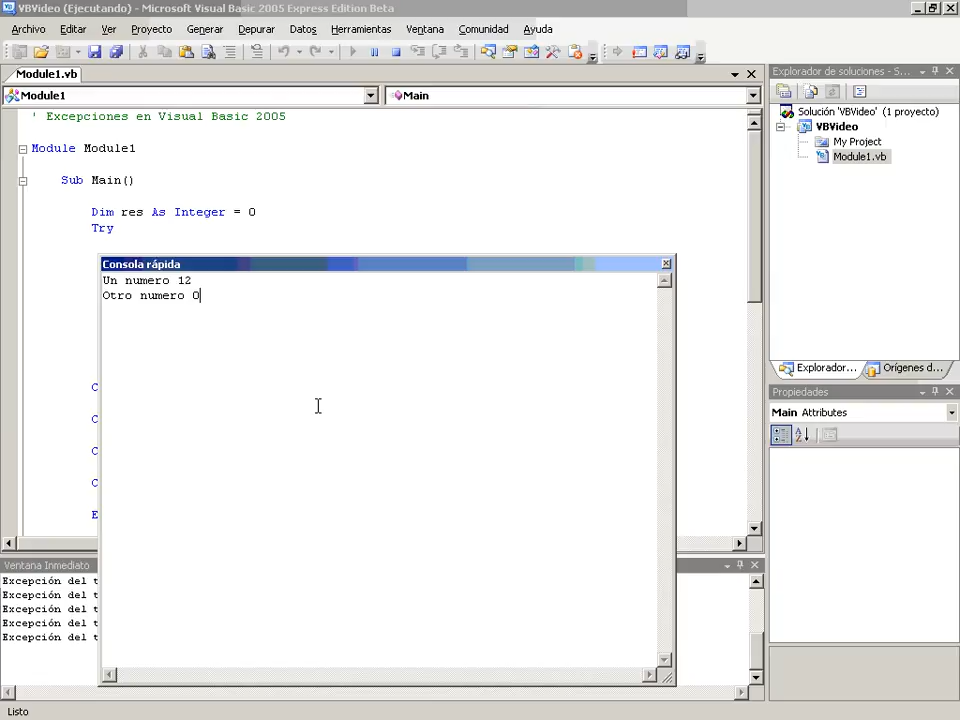 VBVideo (Ejecutando) - Microsoft Visual Basic 2005 Express Edition Beta
Archivo Editar Ver Proyecto Generar Depurar Datos Herramientas Ventana Comunidad Ayuda
Module1.vb
Module1 Main
' Excepciones en Visual Basic 2005
Module Module1
Sub Main()
Dim res As Integer = 0
Try
Consola rápida
Un numero 12
Otro numero 0
C
C
C
C
E
Ventana Inmediato
Excepción del t
Excepción del t
Excepción del t
Excepción del t
Excepción del t
Listo
Explorador de soluciones - S...
Solución 'VBVideo' (1 proyecto)
VBVideo
My Project
Module1.vb
Explorador... Orígenes d...
Propiedades
Main Attributes